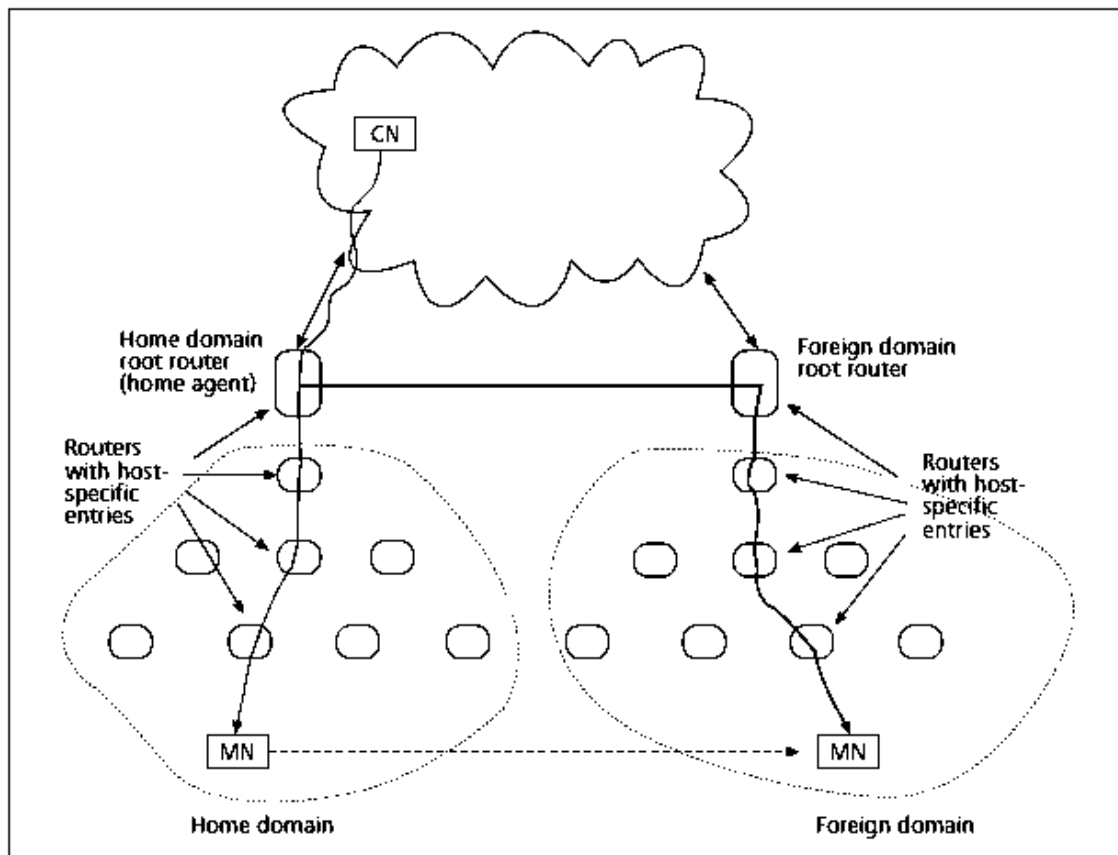 CN
Home domain
root router
(home agent)
Foreign domain
root router
Routers
with host-
specific
entries
Routers
with host-
specific
entries
MN
MN
Home domain
Foreign domain